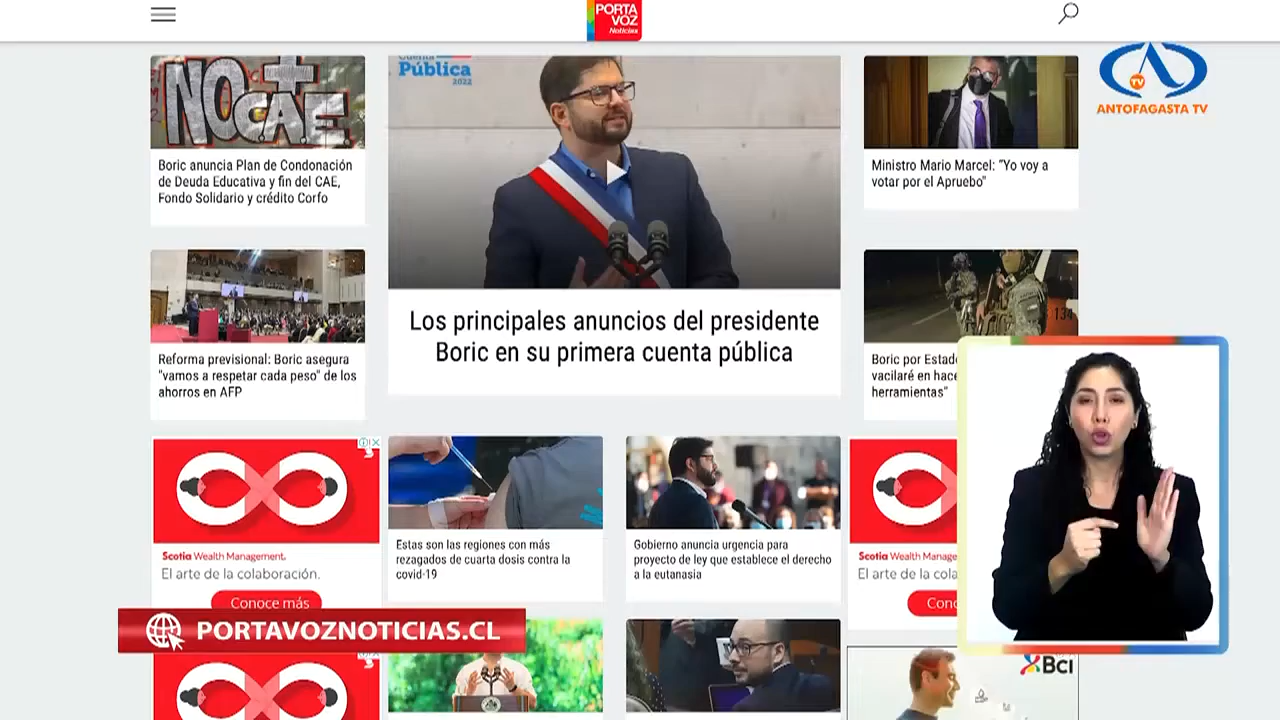 PORTA
VOZ
Noticias
ANTOFAGASTA TV
TV
NO+
CAE
Boric anuncia Plan de Condonación
de Deuda Educativa y fin del CAE,
Fondo Solidario y crédito Corfo
Cuenta
Pública
2022
Los principales anuncios del presidente
Boric en su primera cuenta pública
Ministro Mario Marcel: “Yo voy a
votar por el Apruebo"
Reforma previsional: Boric asegura
"vamos a respetar cada peso" de los
ahorros en AFP
134
Boric por Estado
vacilaré en hace
herramientas"
Scotia Wealth Management.
El arte de la colaboración.
Conoce más
Estas son las regiones con más
rezagados de cuarta dosis contra la
covid-19
Gobierno anuncia urgencia para
proyecto de ley que establece el derecho
a la eutanasia
Scotia Wealth Manage
El arte de la cola
Cono
PORTAVOZNOTICIAS.CL
Bci